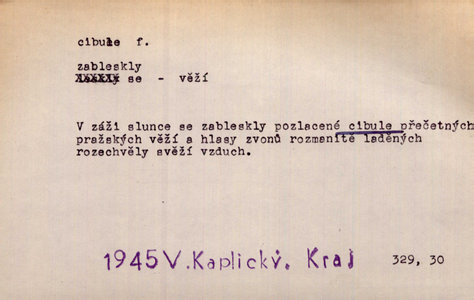 cibule f.
zableskly
se - věží
V záži slunce se zableskly pozlacené cibule přečetných
pražských věží a hlasy zvonů rozmanitě laděných
rozechvěly svěží vzduch.
1945 V. Kaplický. Kraj 329, 30